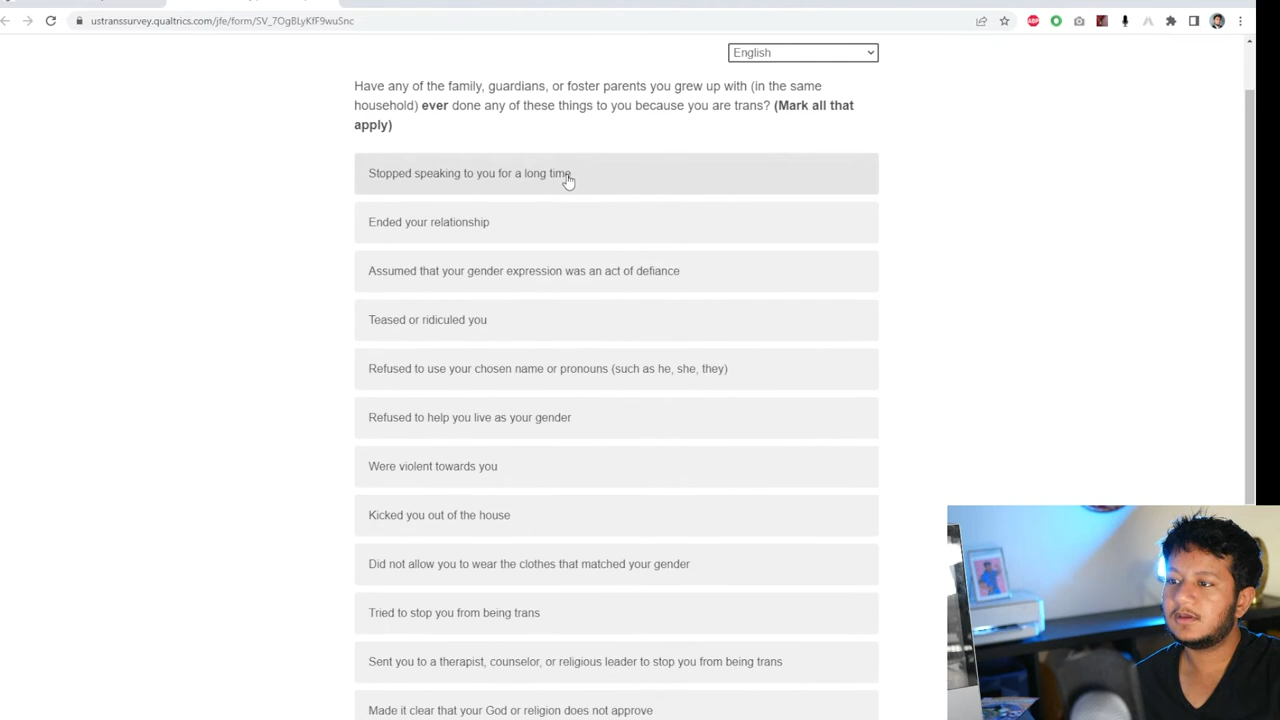 ustranssurvey.qualtrics.com/jfe/form/SV_7OgBLyKfF9wuSnc
English
Have any of the family, guardians, or foster parents you grew up with (in the same
household) ever done any of these things to you because you are trans? (Mark all that
apply)
Stopped speaking to you for a long time
Ended your relationship
Assumed that your gender expression was an act of defiance
Teased or ridiculed you
Refused to use your chosen name or pronouns (such as he, she, they)
Refused to help you live as your gender
Were violent towards you
Kicked you out of the house
Did not allow you to wear the clothes that matched your gender
Tried to stop you from being trans
Sent you to a therapist, counselor, or religious leader to stop you from being trans
Made it clear that your God or religion does not approve